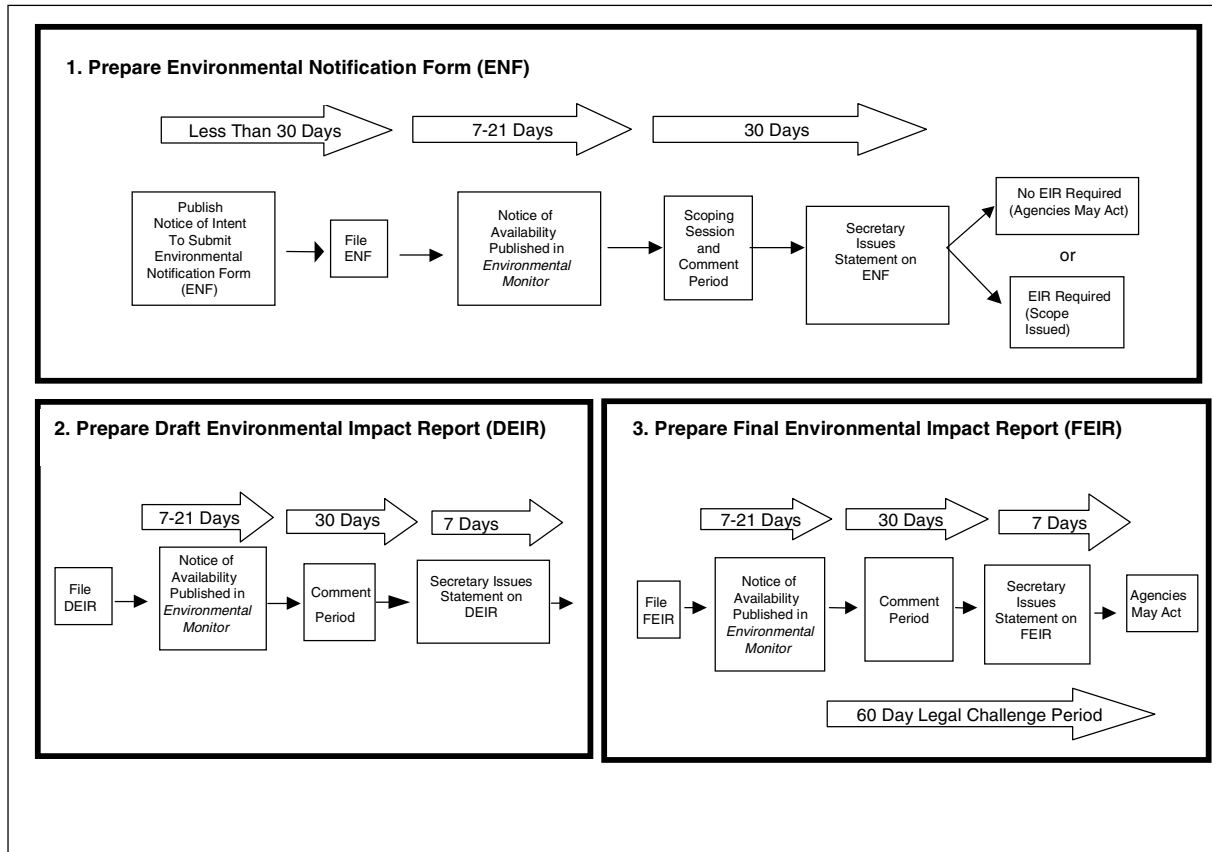 1. Prepare Environmental Notification Form (ENF)
Less Than 30 Days
7-21 Days
30 Days
Publish
Notice of Intent
To Submit
Environmental
Notification Form
(ENF)
File
ENF
Notice of
Availability
Published in
Environmental
Monitor
Scoping
Session
and
Comment
Period
Secretary
Issues
Statement on
ENF
No EIR Required
(Agencies May Act)
or
EIR Required
(Scope
Issued)
2. Prepare Draft Environmental Impact Report (DEIR)
7-21 Days
30 Days
7 Days
File
DEIR
Notice of
Availability
Published in
Environmental
Monitor
Comment
Period
Secretary Issues
Statement on
DEIR
3. Prepare Final Environmental Impact Report (FEIR)
7-21 Days
30 Days
7 Days
File
FEIR
Notice of
Availability
Published in
Environmental
Monitor
Comment
Period
Secretary
Issues
Statement on
FEIR
Agencies
May Act
60 Day Legal Challenge Period